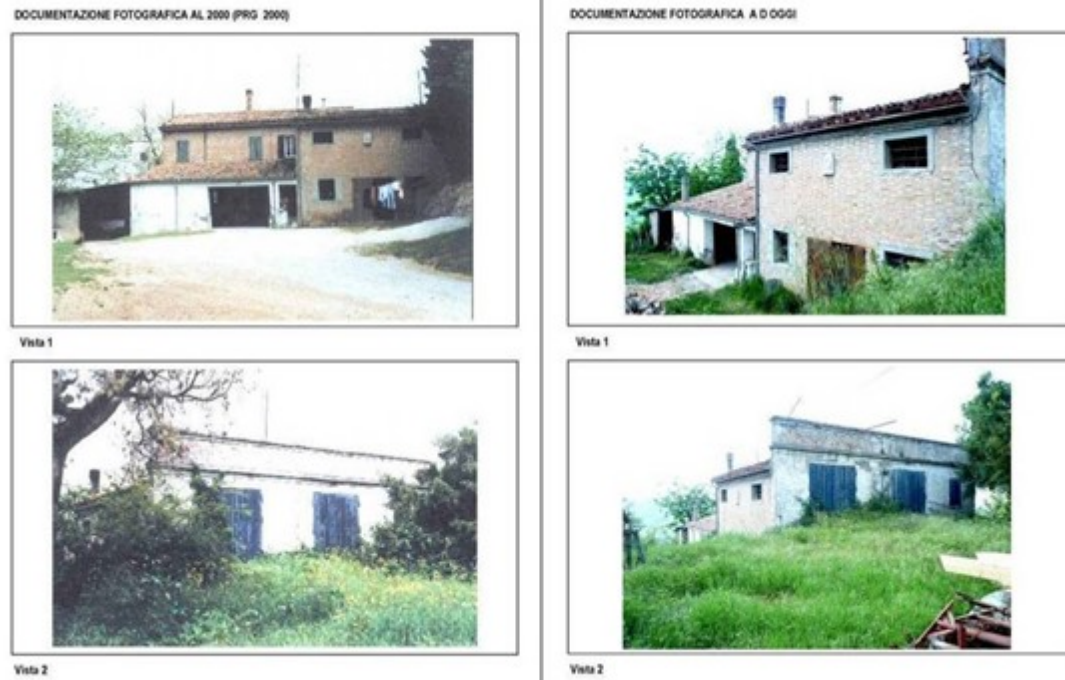 DOCUMENTAZIONE FOTOGRAFICA AL 2000 (PRG 2000)
Vista 1
Vista 2
DOCUMENTAZIONE FOTOGRAFICA A D OGGI
Vista 1
Vista 2